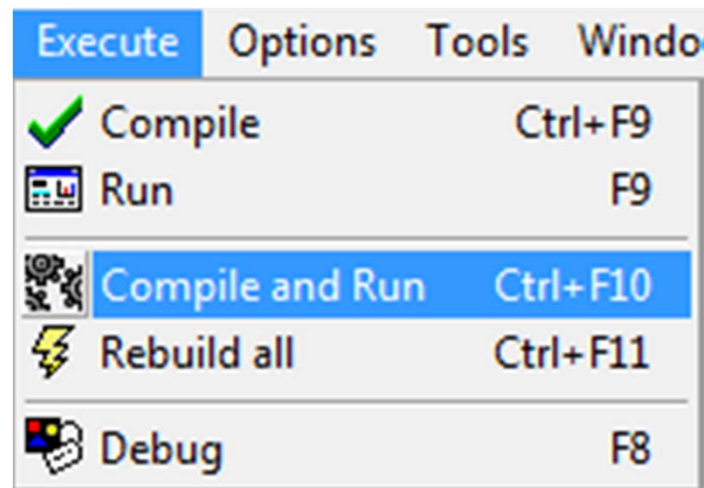 Execute Options Tools Windo
Compile Ctrl+F9
Run F9
Compile and Run Ctrl+F10
Rebuild all Ctrl+F11
Debug F8